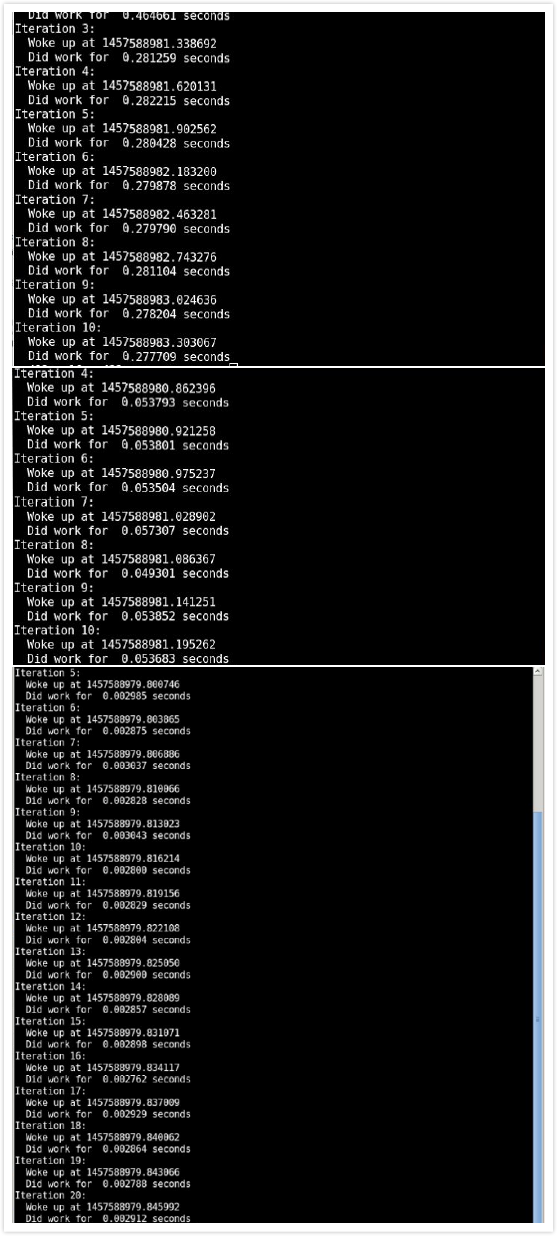 Did work for  0.464661 seconds
Iteration 3:
Woke up at 1457588981.338692
Did work for  0.281259 seconds
Iteration 4:
Woke up at 1457588981.620131
Did work for  0.282215 seconds
Iteration 5:
Woke up at 1457588981.902562
Did work for  0.280428 seconds
Iteration 6:
Woke up at 1457588982.183200
Did work for  0.279878 seconds
Iteration 7:
Woke up at 1457588982.463281
Did work for  0.279790 seconds
Iteration 8:
Woke up at 1457588982.743276
Did work for  0.281104 seconds
Iteration 9:
Woke up at 1457588983.024636
Did work for  0.278204 seconds
Iteration 10:
Woke up at 1457588983.303067
Did work for  0.277709 seconds
Iteration 4:
Woke up at 1457588980.862396
Did work for  0.053793 seconds
Iteration 5:
Woke up at 1457588980.921258
Did work for  0.053801 seconds
Iteration 6:
Woke up at 1457588980.975237
Did work for  0.053504 seconds
Iteration 7:
Woke up at 1457588981.028902
Did work for  0.057307 seconds
Iteration 8:
Woke up at 1457588981.086367
Did work for  0.049301 seconds
Iteration 9:
Woke up at 1457588981.141251
Did work for  0.053852 seconds
Iteration 10:
Woke up at 1457588981.195262
Did work for  0.053683 seconds
Iteration 5:
Woke up at 1457588979.800746
Did work for  0.002985 seconds
Iteration 6:
Woke up at 1457588979.803865
Did work for  0.002875 seconds
Iteration 7:
Woke up at 1457588979.806886
Did work for  0.003037 seconds
Iteration 8:
Woke up at 1457588979.810066
Did work for  0.002828 seconds
Iteration 9:
Woke up at 1457588979.813023
Did work for  0.003043 seconds
Iteration 10:
Woke up at 1457588979.816214
Did work for  0.002800 seconds
Iteration 11:
Woke up at 1457588979.819156
Did work for  0.002829 seconds
Iteration 12:
Woke up at 1457588979.822108
Did work for  0.002804 seconds
Iteration 13:
Woke up at 1457588979.825050
Did work for  0.002900 seconds
Iteration 14:
Woke up at 1457588979.828089
Did work for  0.002857 seconds
Iteration 15:
Woke up at 1457588979.831071
Did work for  0.002898 seconds
Iteration 16:
Woke up at 1457588979.834117
Did work for  0.002762 seconds
Iteration 17:
Woke up at 1457588979.837009
Did work for  0.002929 seconds
Iteration 18:
Woke up at 1457588979.840062
Did work for  0.002864 seconds
Iteration 19:
Woke up at 1457588979.843066
Did work for  0.002788 seconds
Iteration 20:
Woke up at 1457588979.845992
Did work for  0.002912 seconds